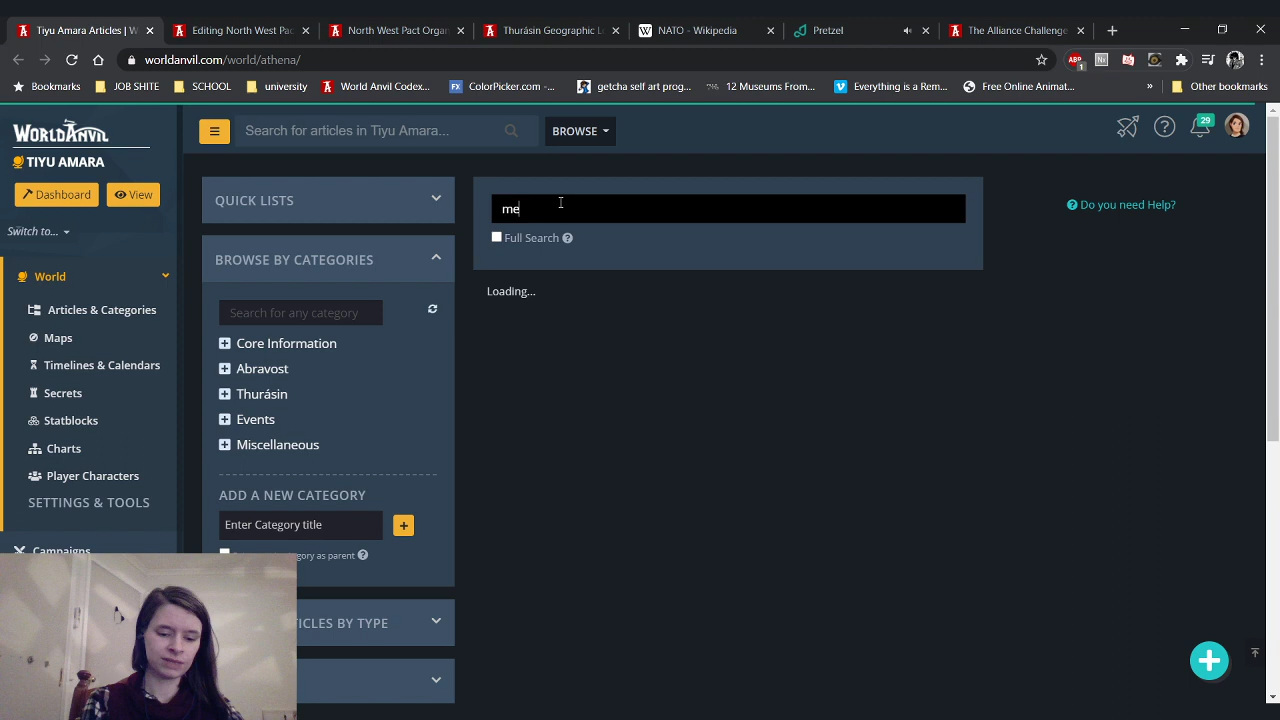 Tiyu Amara Articles | W
Editing North West Pac
North West Pact Organ
Thurásin Geographic Lo
NATO - Wikipedia
Pretzel
The Alliance Challenge
worldanvil.com/world/athena/
Bookmarks
JOB SHITE
SCHOOL
university
World Anvil Codex...
ColorPicker.com -...
getcha self art prog...
12 Museums From...
Everything is a Rem...
Free Online Animat...
»
Other bookmarks
WORLDANVIL
TIYU AMARA
Dashboard
View
Switch to...
World
Articles & Categories
Maps
Timelines & Calendars
Secrets
Statblocks
Charts
Player Characters
SETTINGS & TOOLS
Campaigns
Search for articles in Tiyu Amara...
BROWSE
29
QUICK LISTS
BROWSE BY CATEGORIES
Search for any category
Core Information
Abravost
Thurásin
Events
Miscellaneous
ADD A NEW CATEGORY
Enter Category title
+
egory as parent
TICLES BY TYPE
me
Full Search
Loading...
Do you need Help?